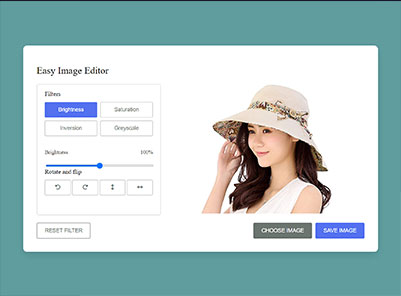 Easy Image Editor
Filters
Brightness
Saturation
Inversion
Greyscale
Brightness 100%
Rotate and flip
RESET FILTER
CHOOSE IMAGE
SAVE IMAGE